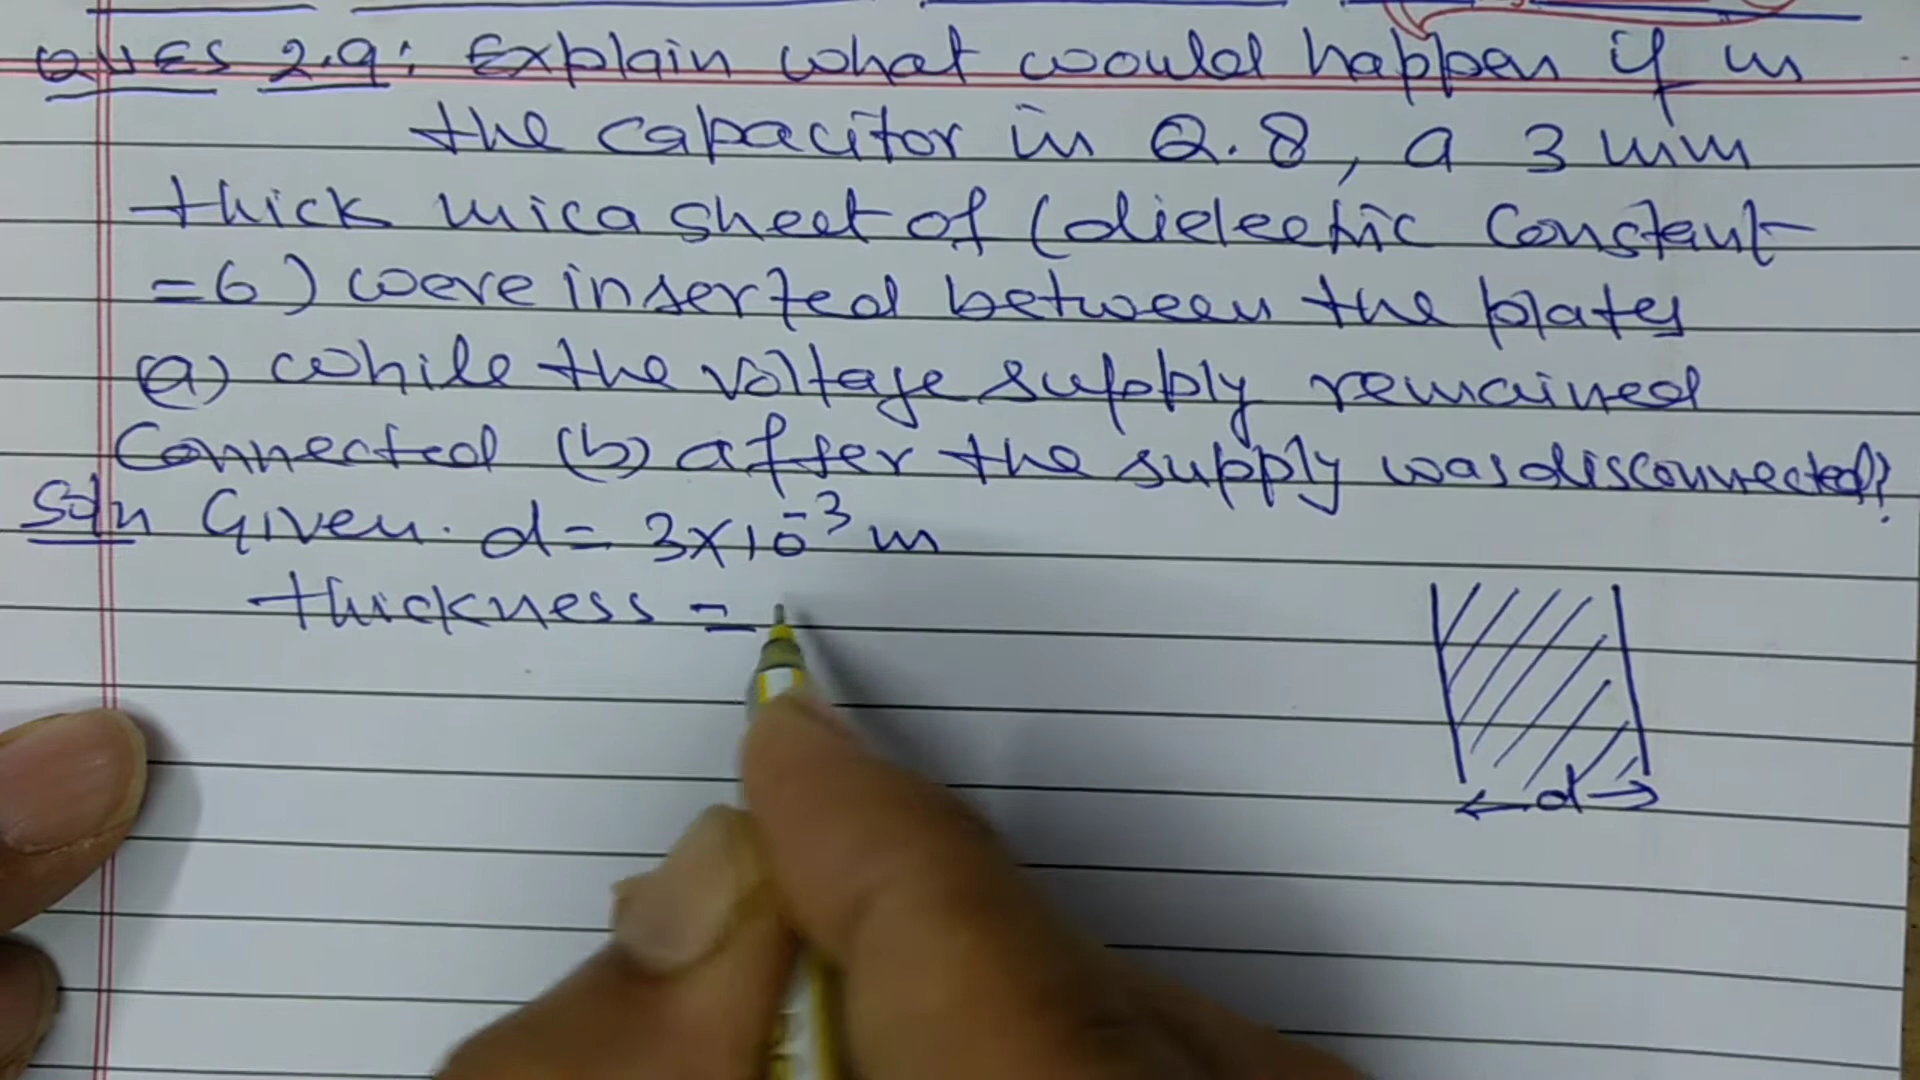 QUES 2.9: Explain what would happen if in
the capacitor in Q.8, a 3 mm
thick mica sheet of (dielectric constant
=6) were inserted between the plates
(a) while the voltage supply remained
Connected (b) after the supply was disconnected?
Soln Given. d = 3×10⁻³ m
thickness =
d